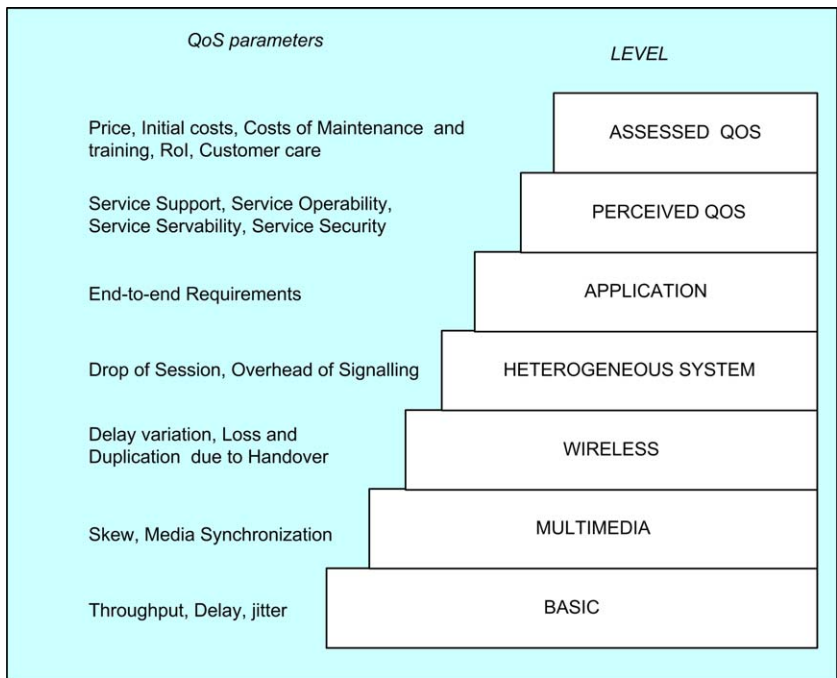 QoS parameters LEVEL
Price, Initial costs, Costs of Maintenance and
training, RoI, Customer care
ASSESSED QOS
Service Support, Service Operability,
Service Servability, Service Security
PERCEIVED QOS
End-to-end Requirements
APPLICATION
Drop of Session, Overhead of Signalling
HETEROGENEOUS SYSTEM
Delay variation, Loss and
Duplication due to Handover
WIRELESS
Skew, Media Synchronization
MULTIMEDIA
Throughput, Delay, jitter
BASIC